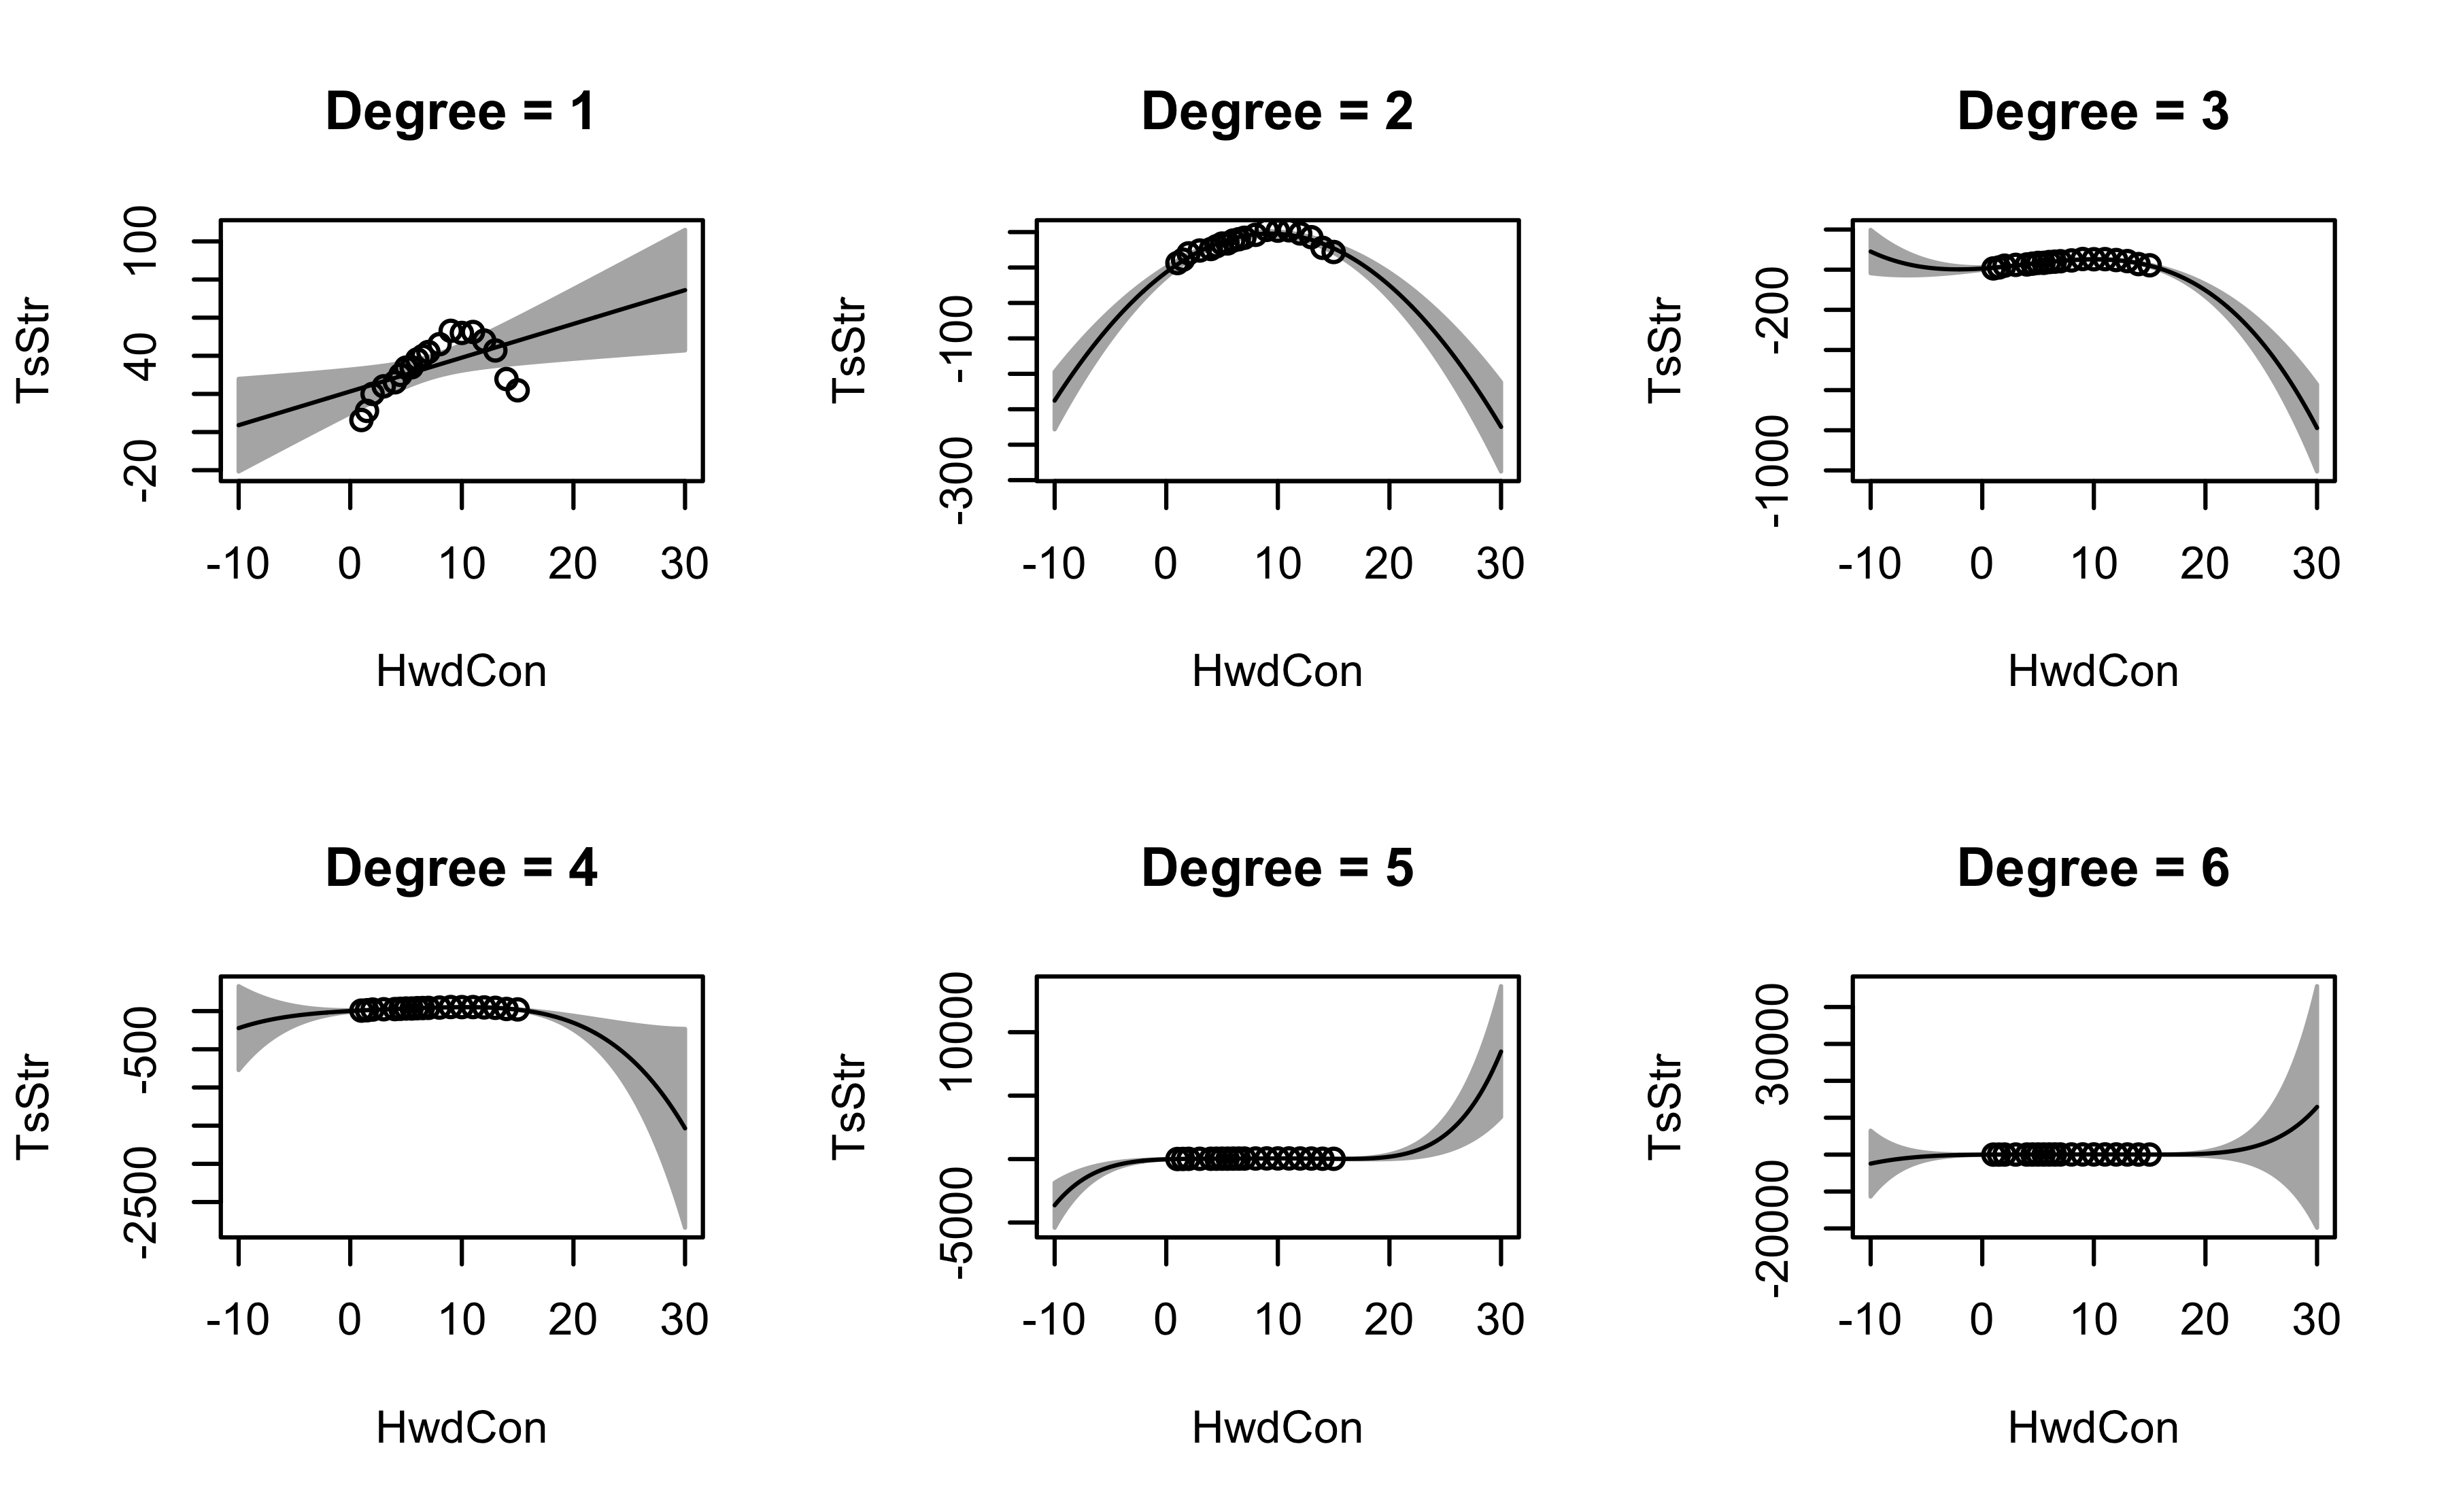 Degree = 1
TsStr
-20 40 100
-10 0 10 20 30
HwdCon
Degree = 2
TsStr
-300 -100
-10 0 10 20 30
HwdCon
Degree = 3
TsStr
-1000 -200
-10 0 10 20 30
HwdCon
Degree = 4
TsStr
-2500 -500
-10 0 10 20 30
HwdCon
Degree = 5
TsStr
-5000 10000
-10 0 10 20 30
HwdCon
Degree = 6
TsStr
-200000 300000
-10 0 10 20 30
HwdCon